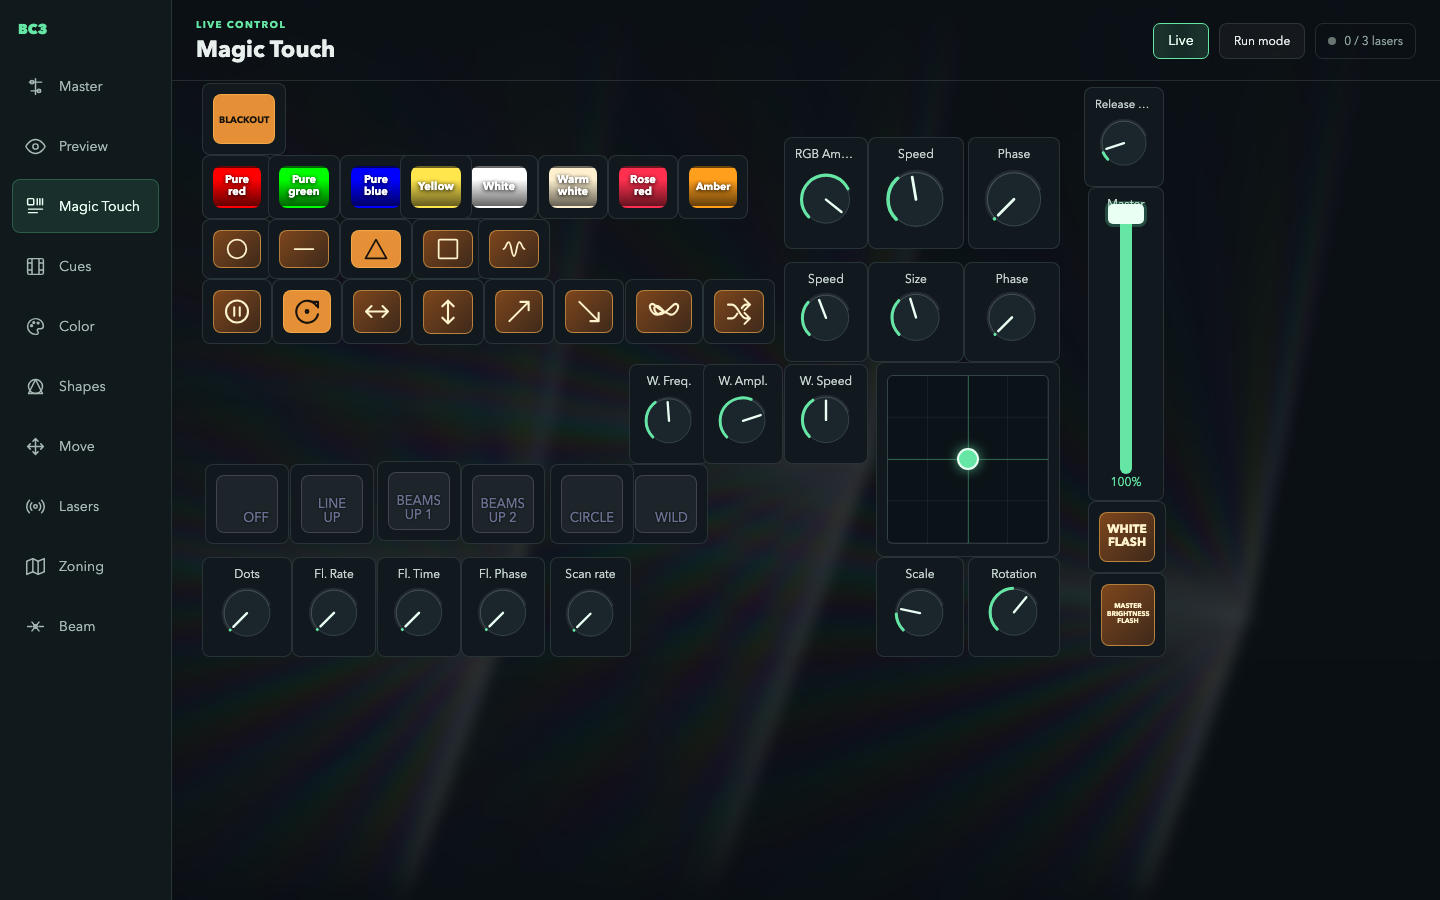 BC3
LIVE CONTROL
Magic Touch
Live
Run mode
0 / 3 lasers
Master
Preview
Magic Touch
Cues
Color
Shapes
Move
Lasers
Zoning
Beam
BLACKOUT
Pure
red
Pure
green
Pure
blue
Yellow
White
Warm
white
Rose
red
Amber
RGB Am...
Speed
Phase
Release ...
Master
Speed
Size
Phase
W. Freq.
W. Ampl.
W. Speed
OFF
LINE
UP
BEAMS
UP 1
BEAMS
UP 2
CIRCLE
WILD
100%
WHITE
FLASH
Dots
Fl. Rate
Fl. Time
Fl. Phase
Scan rate
Scale
Rotation
MASTER
BRIGHTNESS
FLASH